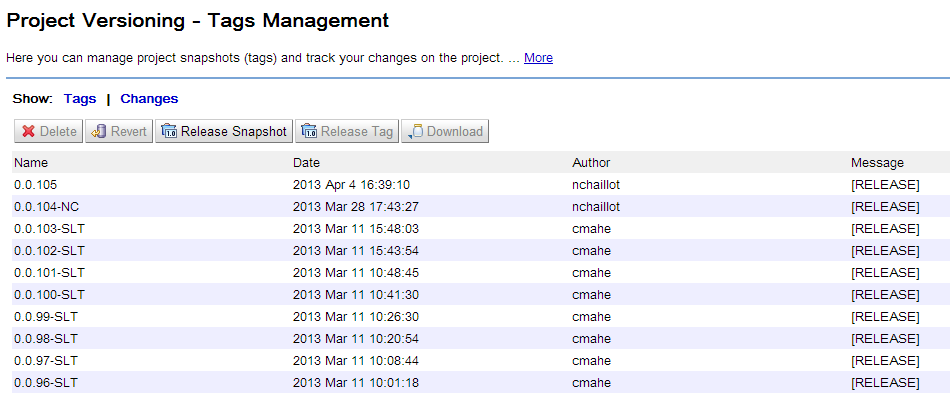 Project Versioning - Tags Management
Here you can manage project snapshots (tags) and track your changes on the project. ... More
Show: Tags | Changes
Delete Revert 1.0 Release Snapshot 1.0 Release Tag Download
Name Date Author Message
0.0.105 2013 Apr 4 16:39:10 nchaillot [RELEASE]
0.0.104-NC 2013 Mar 28 17:43:27 nchaillot [RELEASE]
0.0.103-SLT 2013 Mar 11 15:48:03 cmahe [RELEASE]
0.0.102-SLT 2013 Mar 11 15:43:54 cmahe [RELEASE]
0.0.101-SLT 2013 Mar 11 10:48:45 cmahe [RELEASE]
0.0.100-SLT 2013 Mar 11 10:41:30 cmahe [RELEASE]
0.0.99-SLT 2013 Mar 11 10:26:30 cmahe [RELEASE]
0.0.98-SLT 2013 Mar 11 10:20:54 cmahe [RELEASE]
0.0.97-SLT 2013 Mar 11 10:08:44 cmahe [RELEASE]
0.0.96-SLT 2013 Mar 11 10:01:18 cmahe [RELEASE]